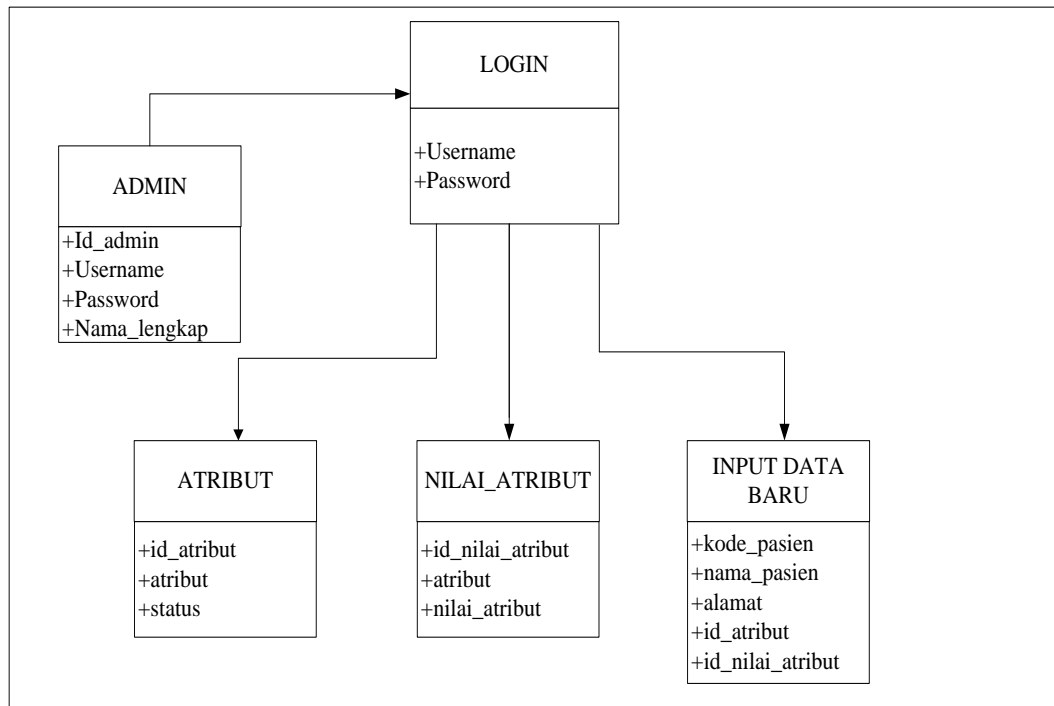 LOGIN
+Username
+Password
ADMIN
+Id_admin
+Username
+Password
+Nama_lengkap
ATRIBUT
+id_atribut
+atribut
+status
NILAI_ATRIBUT
+id_nilai_atribut
+atribut
+nilai_atribut
INPUT DATA
BARU
+kode_pasien
+nama_pasien
+alamat
+id_atribut
+id_nilai_atribut